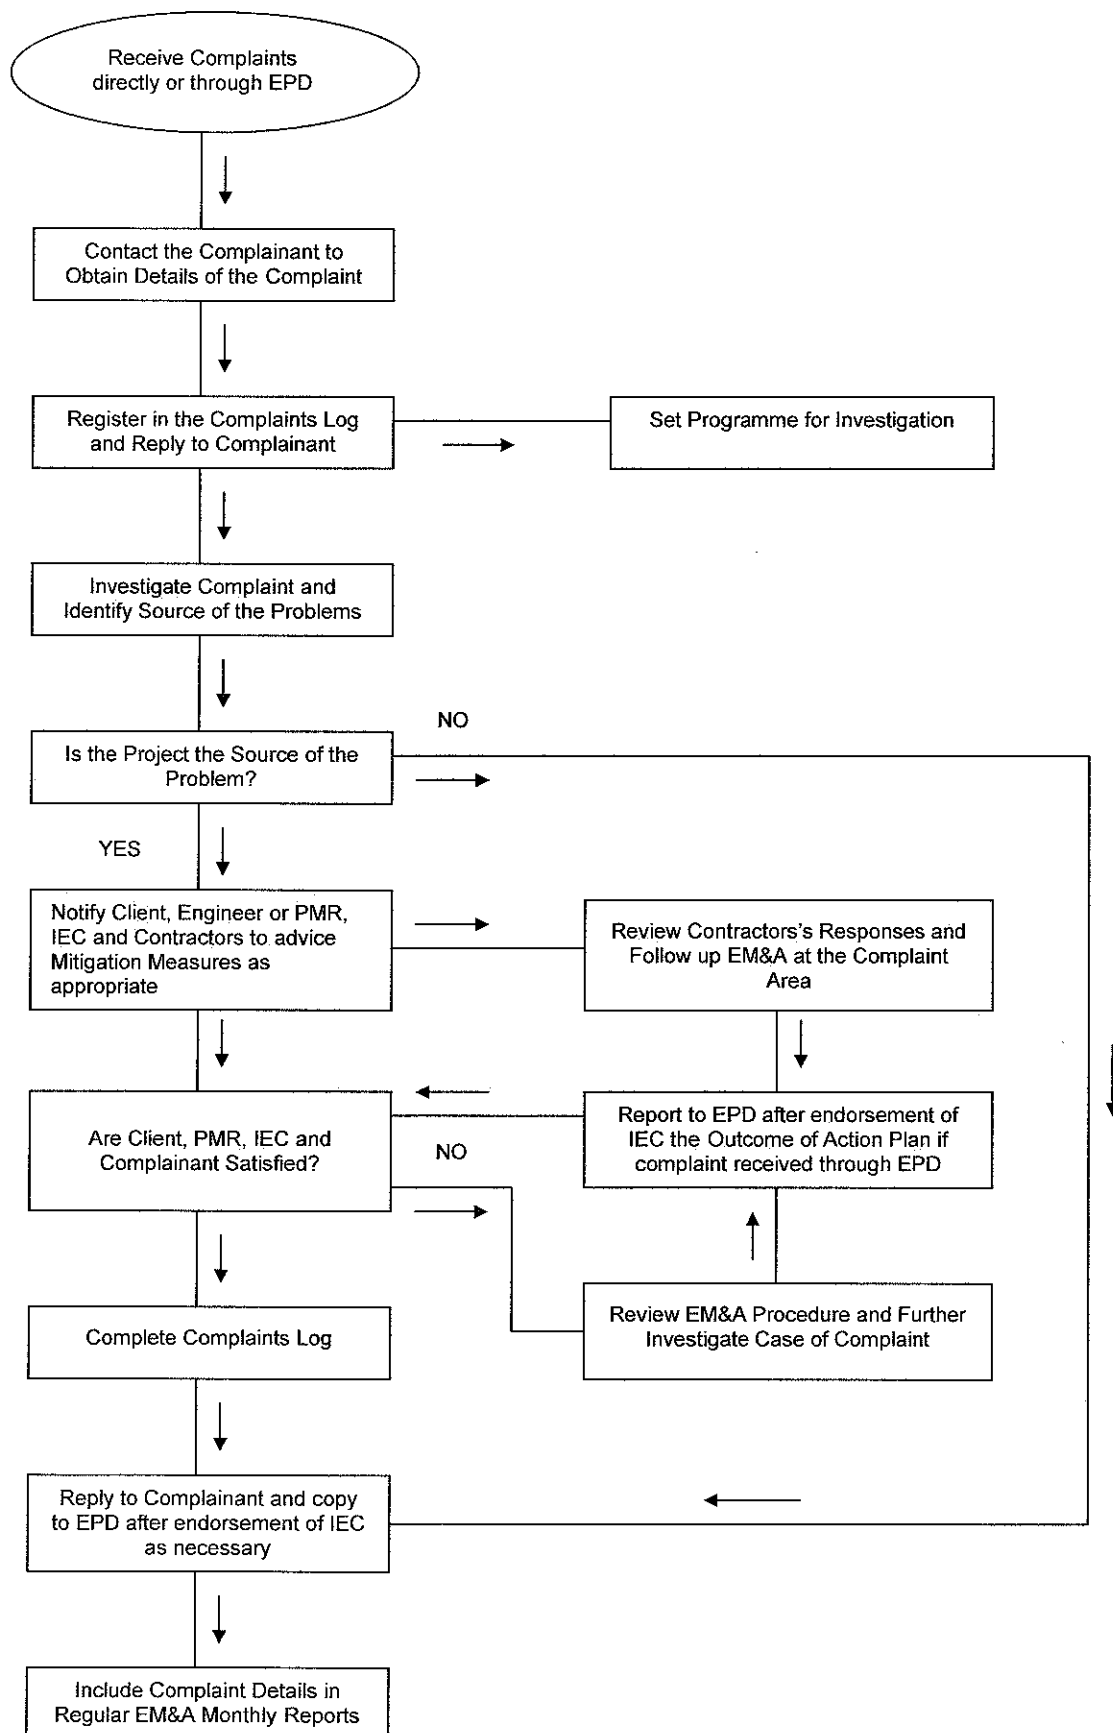 Receive Complaints
directly or through EPD
Contact the Complainant to
Obtain Details of the Complaint
Register in the Complaints Log
and Reply to Complainant
Set Programme for Investigation
Investigate Complaint and
Identify Source of the Problems
NO
Is the Project the Source of the
Problem?
YES
Notify Client, Engineer or PMR,
IEC and Contractors to advice
Mitigation Measures as
appropriate
Review Contractors's Responses and
Follow up EM&A at the Complaint
Area
Are Client, PMR, IEC and
Complainant Satisfied?
NO
Report to EPD after endorsement of
IEC the Outcome of Action Plan if
complaint received through EPD
Complete Complaints Log
Review EM&A Procedure and Further
Investigate Case of Complaint
Reply to Complainant and copy
to EPD after endorsement of IEC
as necessary
Include Complaint Details in
Regular EM&A Monthly Reports